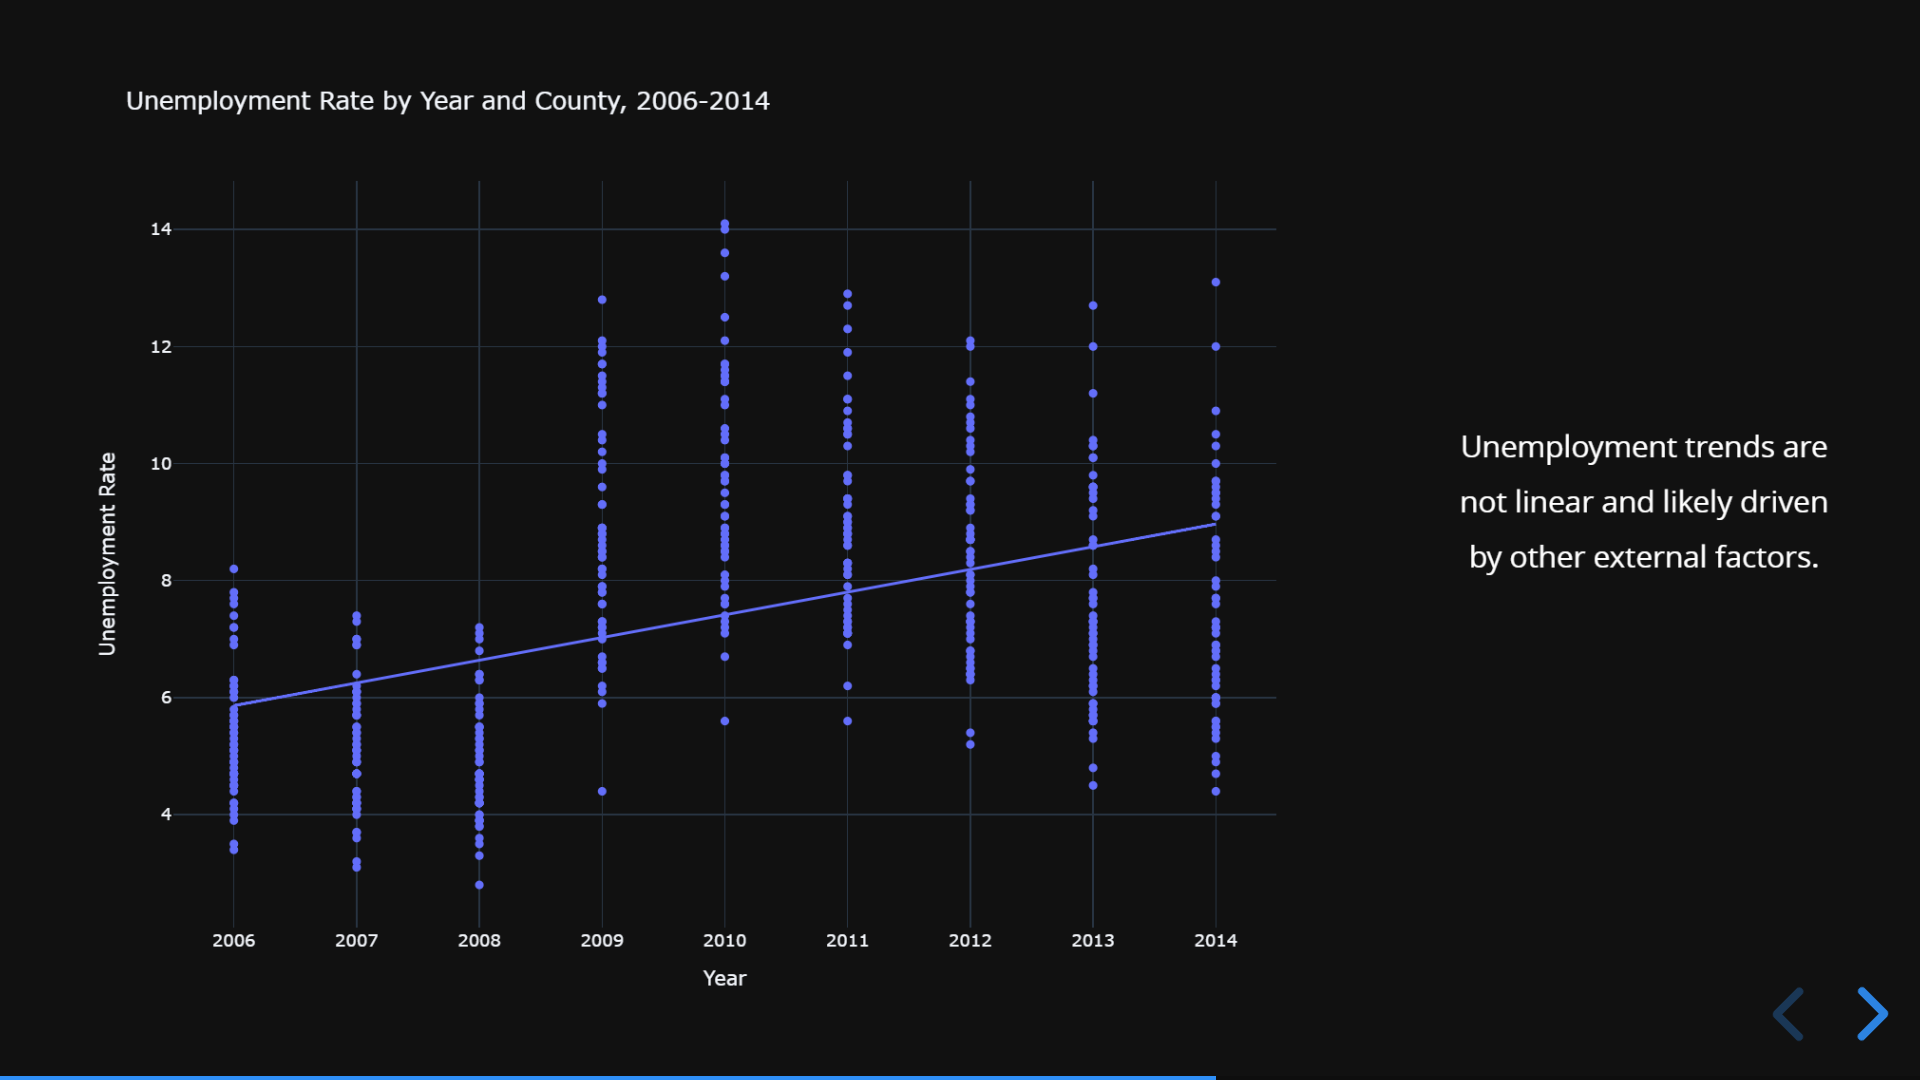 Unemployment Rate by Year and County, 2006-2014
14
12
10
8
6
4
Unemployment Rate
2006 2007 2008 2009 2010 2011 2012 2013 2014
Year
Unemployment trends are
not linear and likely driven
by other external factors.